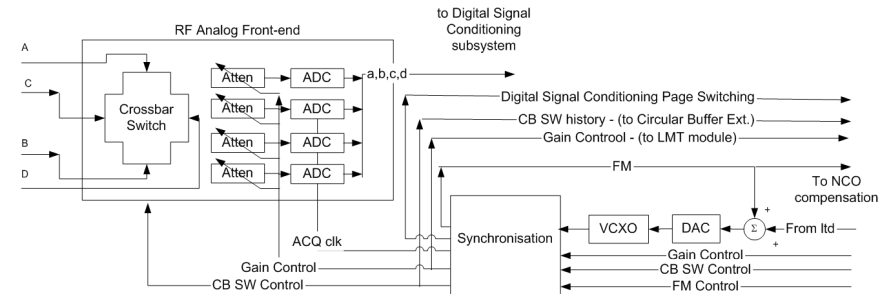 to Digital Signal
Conditioning
subsystem
RF Analog Front-end
A
C
B
D
Crossbar
Switch
Atten
ADC
Atten
ADC
Atten
ADC
Atten
ADC
a,b,c,d
Digital Signal Conditioning Page Switching
CB SW history - (to Circular Buffer Ext.)
Gain Controol - (to LMT module)
FM
To NCO
compensation
Synchronisation
VCXO
DAC
Σ
+
+
From ltd
ACQ clk
Gain Control
CB SW Control
Gain Control
CB SW Control
FM Control